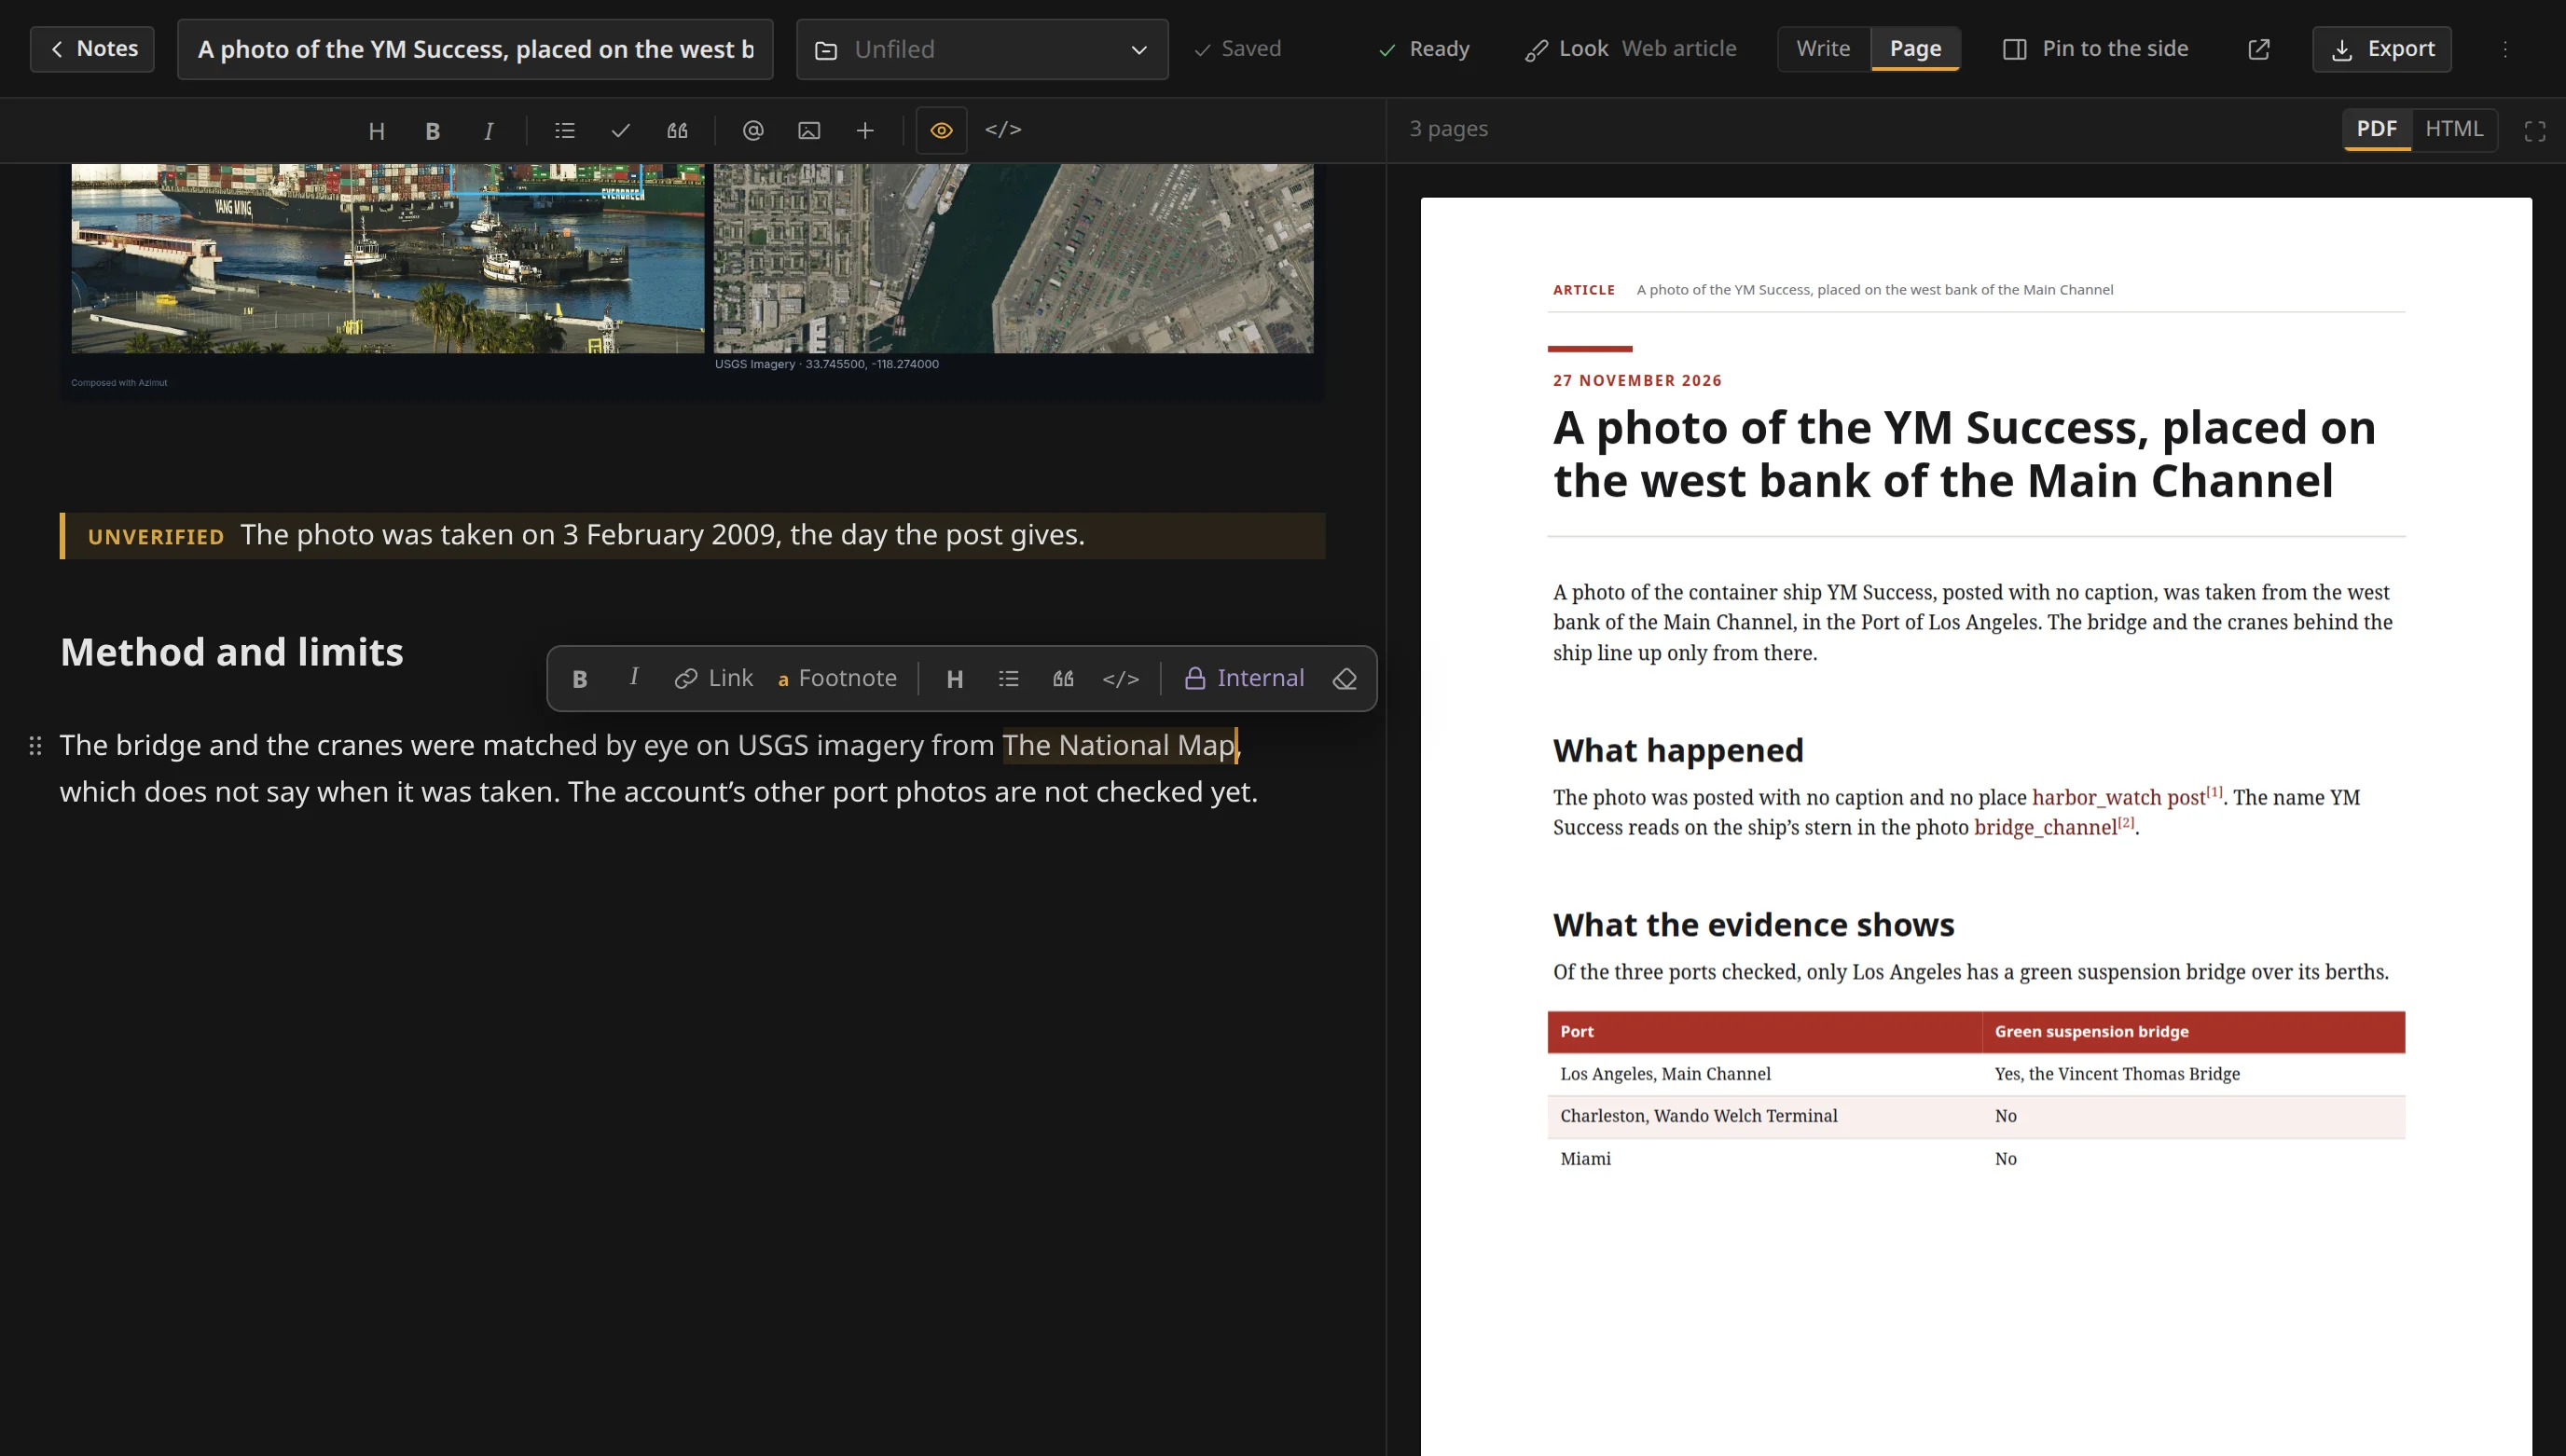 Notes
A photo of the YM Success, placed on the west b
Unfiled
Saved
Ready
Look Web article
Write
Page
Pin to the side
Export
H B I @ </>
3 pages
PDF
HTML
YANG MING
EVERGREEN
USGS Imagery · 33.745500, -118.274000
Composed with Azimut
UNVERIFIED The photo was taken on 3 February 2009, the day the post gives.
Method and limits
B I Link a Footnote H </> Internal
The bridge and the cranes were matched by eye on USGS imagery from The National Map,
which does not say when it was taken. The account’s other port photos are not checked yet.
ARTICLE A photo of the YM Success, placed on the west bank of the Main Channel
27 NOVEMBER 2026
A photo of the YM Success, placed on
the west bank of the Main Channel
A photo of the container ship YM Success, posted with no caption, was taken from the west
bank of the Main Channel, in the Port of Los Angeles. The bridge and the cranes behind the
ship line up only from there.
What happened
The photo was posted with no caption and no place harbor_watch post[1]. The name YM
Success reads on the ship’s stern in the photo bridge_channel[2].
What the evidence shows
Of the three ports checked, only Los Angeles has a green suspension bridge over its berths.
Port Green suspension bridge
Los Angeles, Main Channel Yes, the Vincent Thomas Bridge
Charleston, Wando Welch Terminal No
Miami No